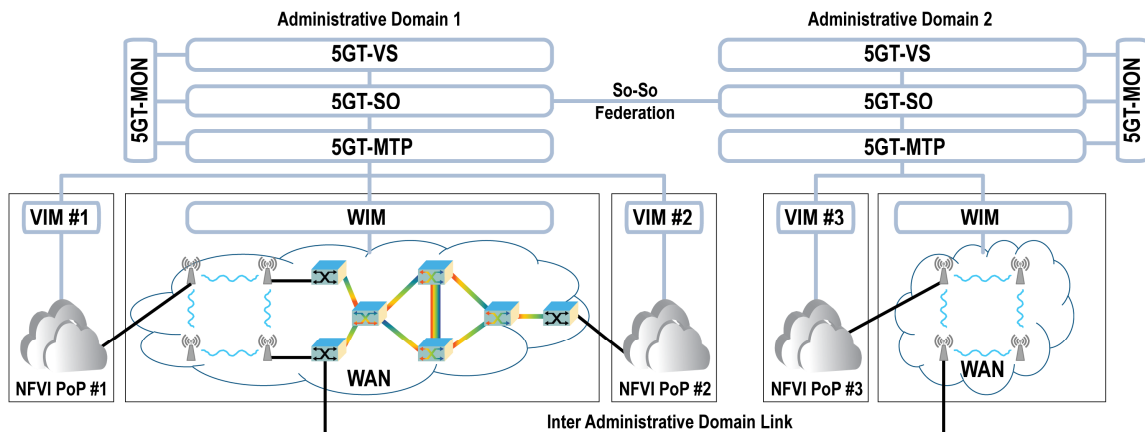 Administrative Domain 1
Administrative Domain 2
5GT-MON
5GT-VS
5GT-SO
5GT-MTP
So-So
Federation
5GT-VS
5GT-SO
5GT-MTP
5GT-MON
VIM #1
WIM
VIM #2
VIM #3
WIM
NFVI PoP #1
WAN
NFVI PoP #2
NFVI PoP #3
WAN
Inter Administrative Domain Link